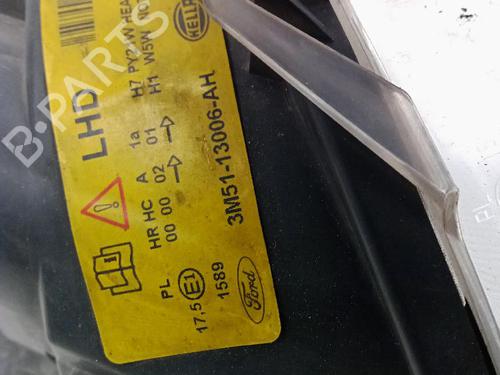 LHD
1a H7 PY21W
01 H1 W5W
HR HC A
00 00 02
PL
17,5 E1
1589
3M51-13006-AH
Ford
HELLA
B-PARTS